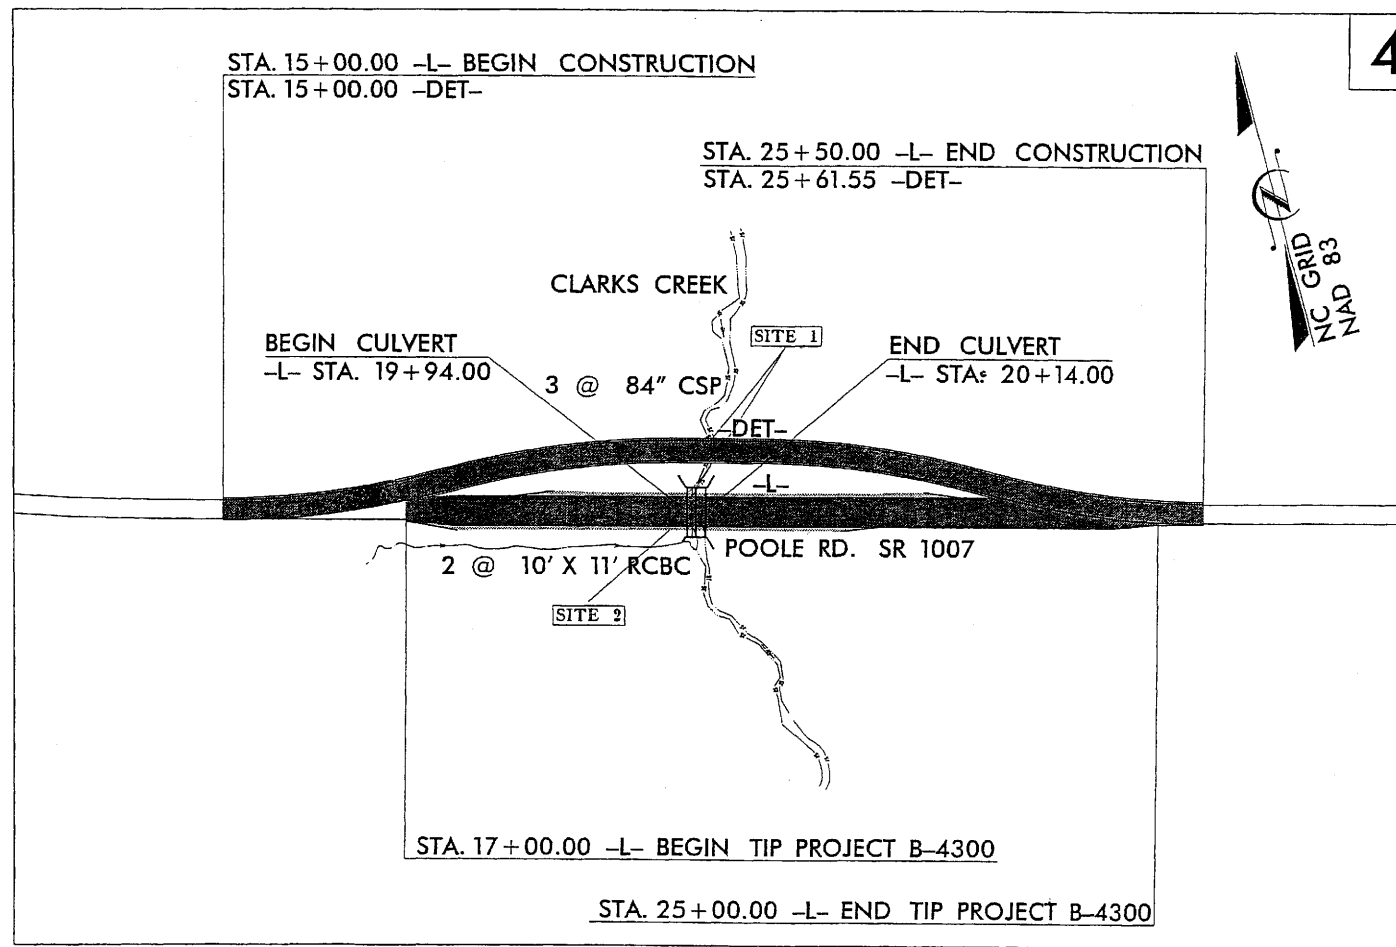 4
STA. 15+00.00 -L- BEGIN CONSTRUCTION
STA. 15+00.00 -DET-
STA. 25+50.00 -L- END CONSTRUCTION
STA. 25+61.55 -DET-
NC GRID
NAD 83
CLARKS CREEK
SITE 1
BEGIN CULVERT
-L- STA. 19+94.00
END CULVERT
-L- STA. 20+14.00
3 @ 84" CSP
-DET-
-L-
POOLE RD. SR 1007
2 @ 10' X 11' RCBC
SITE 2
STA. 17+00.00 -L- BEGIN TIP PROJECT B-4300
STA. 25+00.00 -L- END TIP PROJECT B-4300